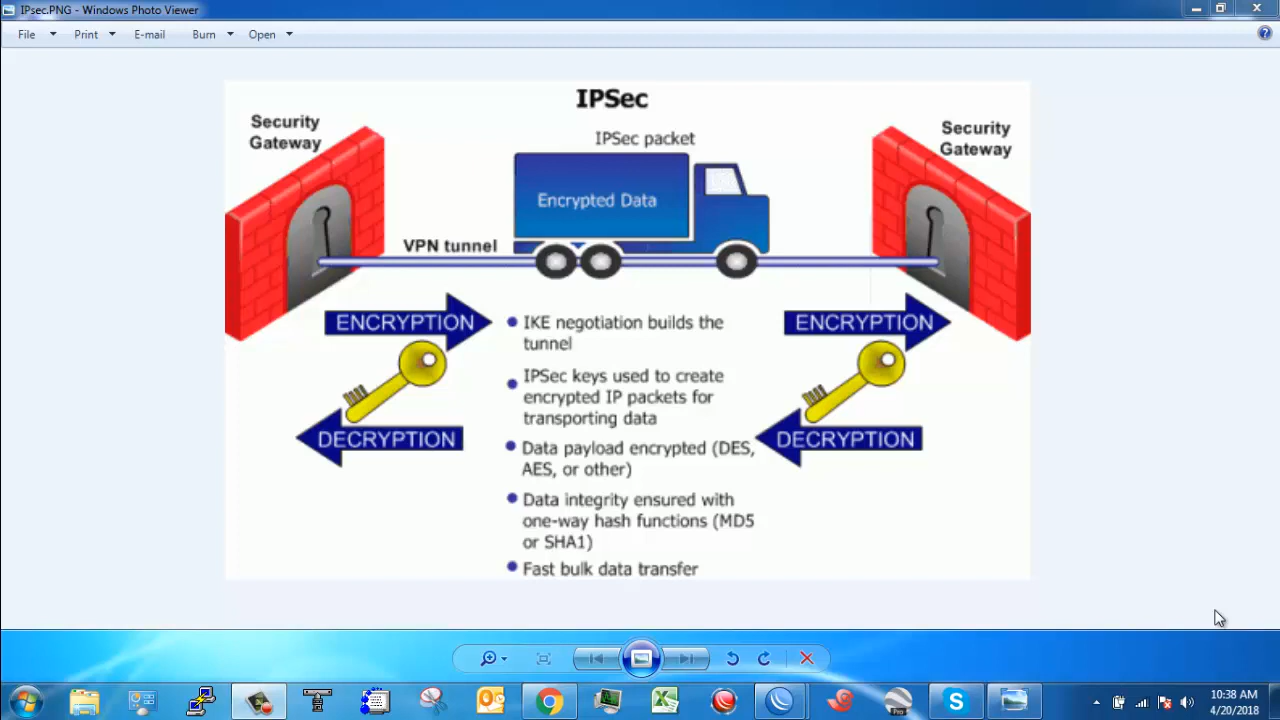 IPsec.PNG - Windows Photo Viewer
File Print E-mail Burn Open
IPSec
Security
Gateway
IPSec packet
Security
Gateway
Encrypted Data
VPN tunnel
ENCRYPTION
ENCRYPTION
DECRYPTION
DECRYPTION
IKE negotiation builds the
tunnel
IPSec keys used to create
encrypted IP packets for
transporting data
Data payload encrypted (DES,
AES, or other)
Data integrity ensured with
one-way hash functions (MD5
or SHA1)
Fast bulk data transfer
Pro
10:38 AM
4/20/2018